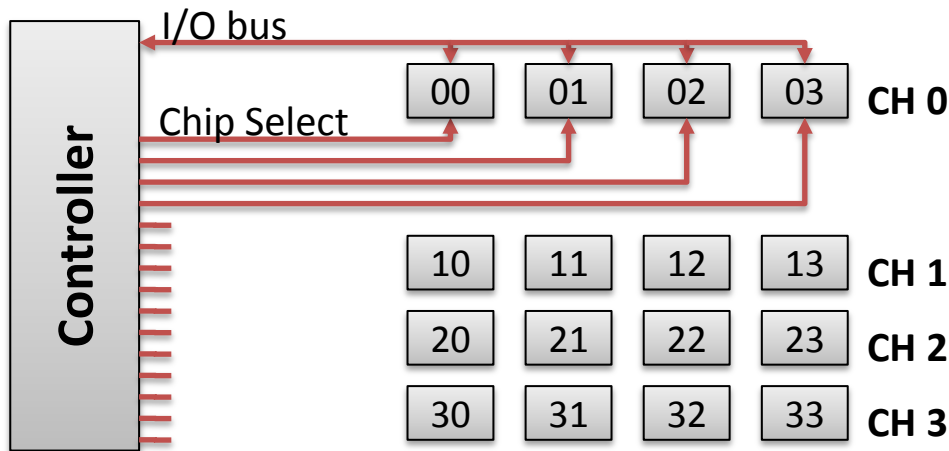 I/O bus
00 01 02 03 CH 0
Chip Select
Controller
10 11 12 13 CH 1
20 21 22 23 CH 2
30 31 32 33 CH 3